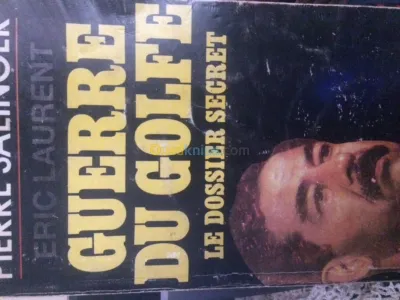 PIERRE SALINGER
ERIC LAURENT
GUERRE
DU GOLFE
LE DOSSIER SECRET